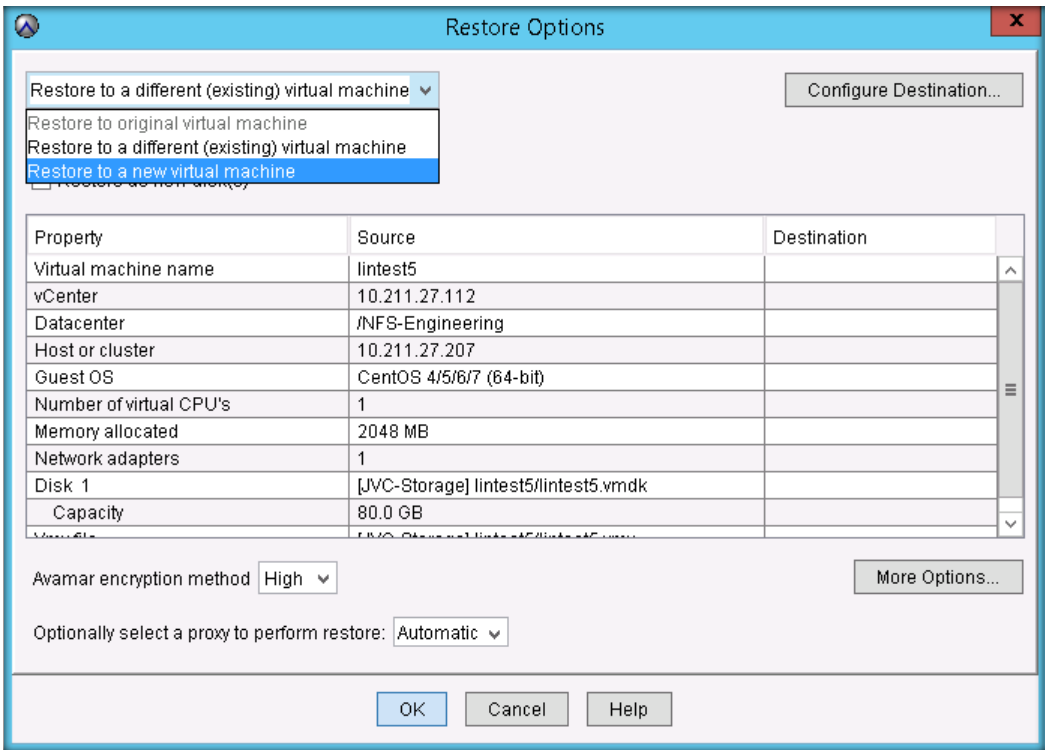 Restore Options
x
Restore to a different (existing) virtual machine
Configure Destination...
Restore to original virtual machine
Restore to a different (existing) virtual machine
Restore to a new virtual machine
Property Source Destination
Virtual machine name lintest5
vCenter 10.211.27.112
Datacenter /NFS-Engineering
Host or cluster 10.211.27.207
Guest OS CentOS 4/5/6/7 (64-bit)
Number of virtual CPU's 1
Memory allocated 2048 MB
Network adapters 1
Disk 1 [JVC-Storage] lintest5/lintest5.vmdk
Capacity 80.0 GB
Avamar encryption method High
More Options...
Optionally select a proxy to perform restore: Automatic
OK Cancel Help